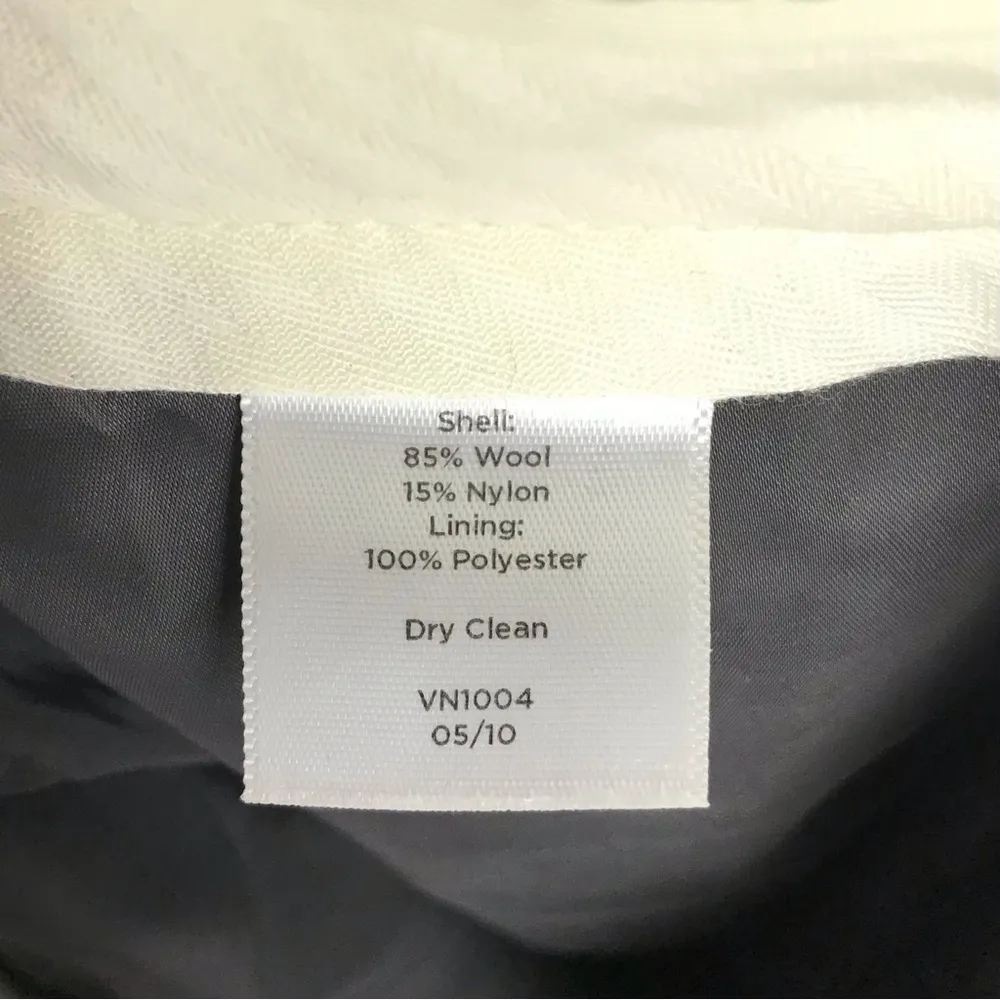 Shell:
85% Wool
15% Nylon
Lining:
100% Polyester
Dry Clean
VN1004
05/10